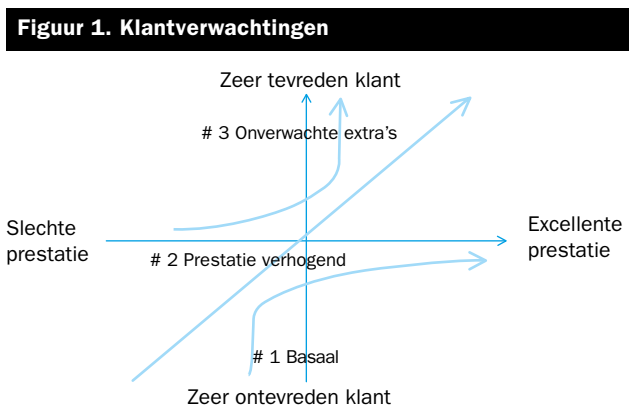 Figuur 1. Klantverwachtingen
Zeer tevreden klant
# 3 Onverwachte extra's
Slechte
prestatie
Excellente
prestatie
# 2 Prestatie verhogend
# 1 Basaal
Zeer ontevreden klant